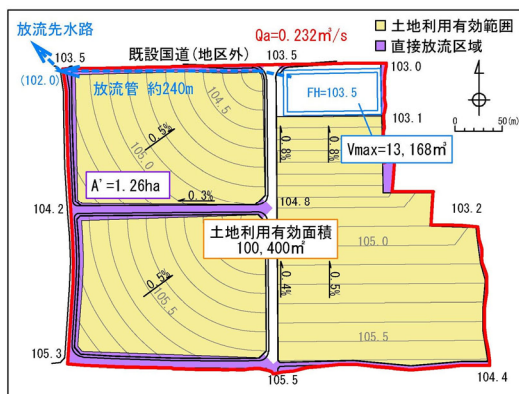 放流先水路
103.5
既設国道(地区外)
Qa=0.232m³/s
103.5
103.0
(102.0)
放流管 約240m
104.5
0.5%
105.0
FH=103.5
103.1
Vmax=13,168㎥
0.8%
0.8%
A'=1.26ha
0.3%
104.2
104.8
103.2
土地利用有効面積
100,400㎡
105.0
0.5%
105.5
0.4%
0.5%
105.5
105.3
105.5
104.4
土地利用有効範囲
直接放流区域
0
50(m)